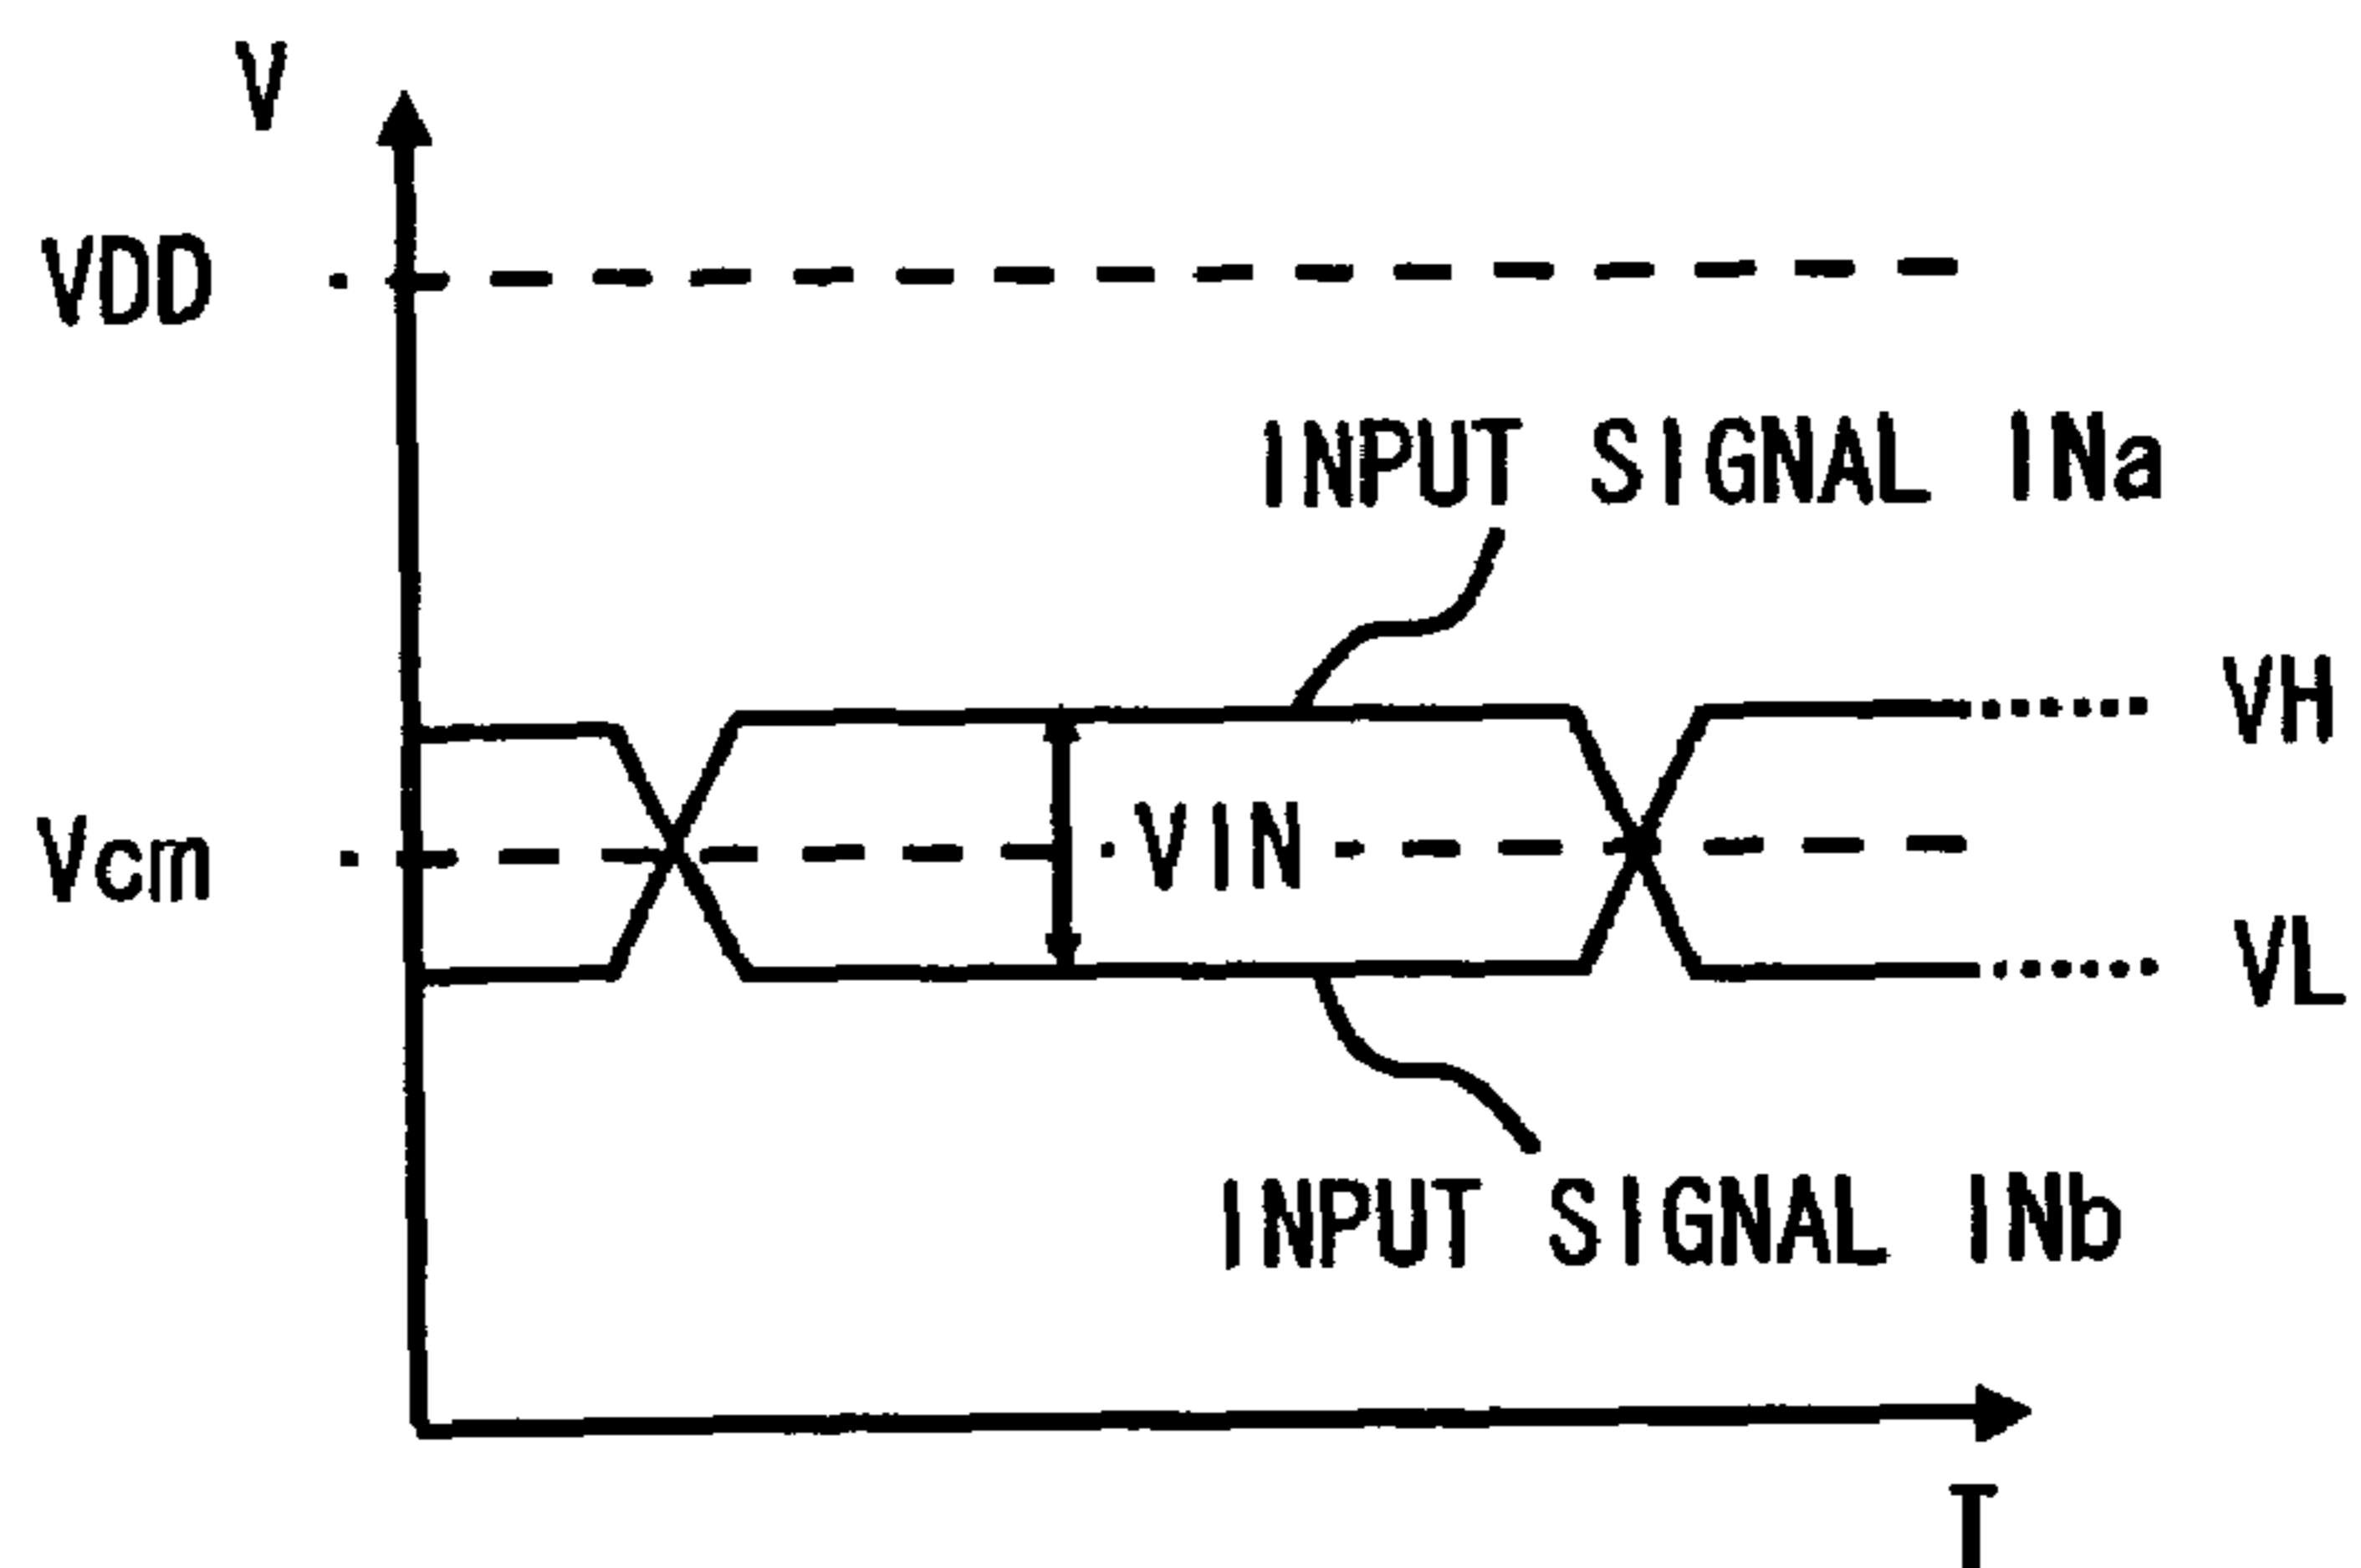 V
VDD
INPUT SIGNAL INa
VH
Vcm
VIN
VL
INPUT SIGNAL INb
T